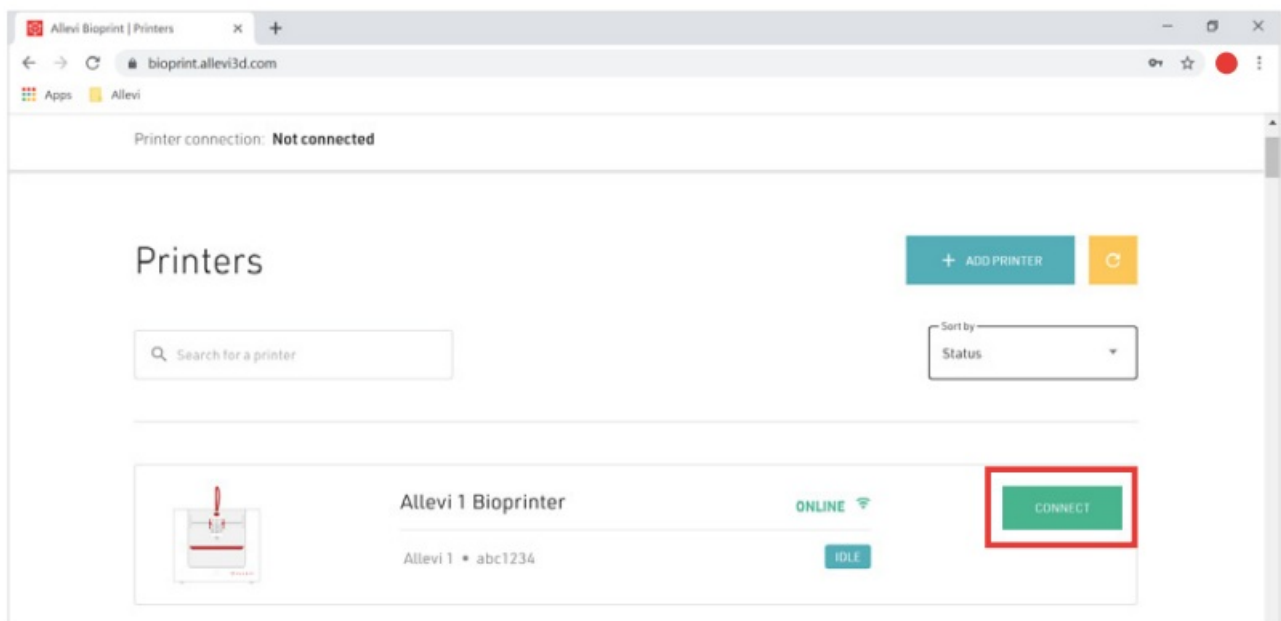 Allevi Bioprint | Printers
bioprint.allevi3d.com
Apps Allevi
Printer connection: Not connected
Printers
+ ADD PRINTER
Search for a printer
Sort by
Status
Allevi 1 Bioprinter
ONLINE
CONNECT
Allevi 1 • abc1234
IDLE